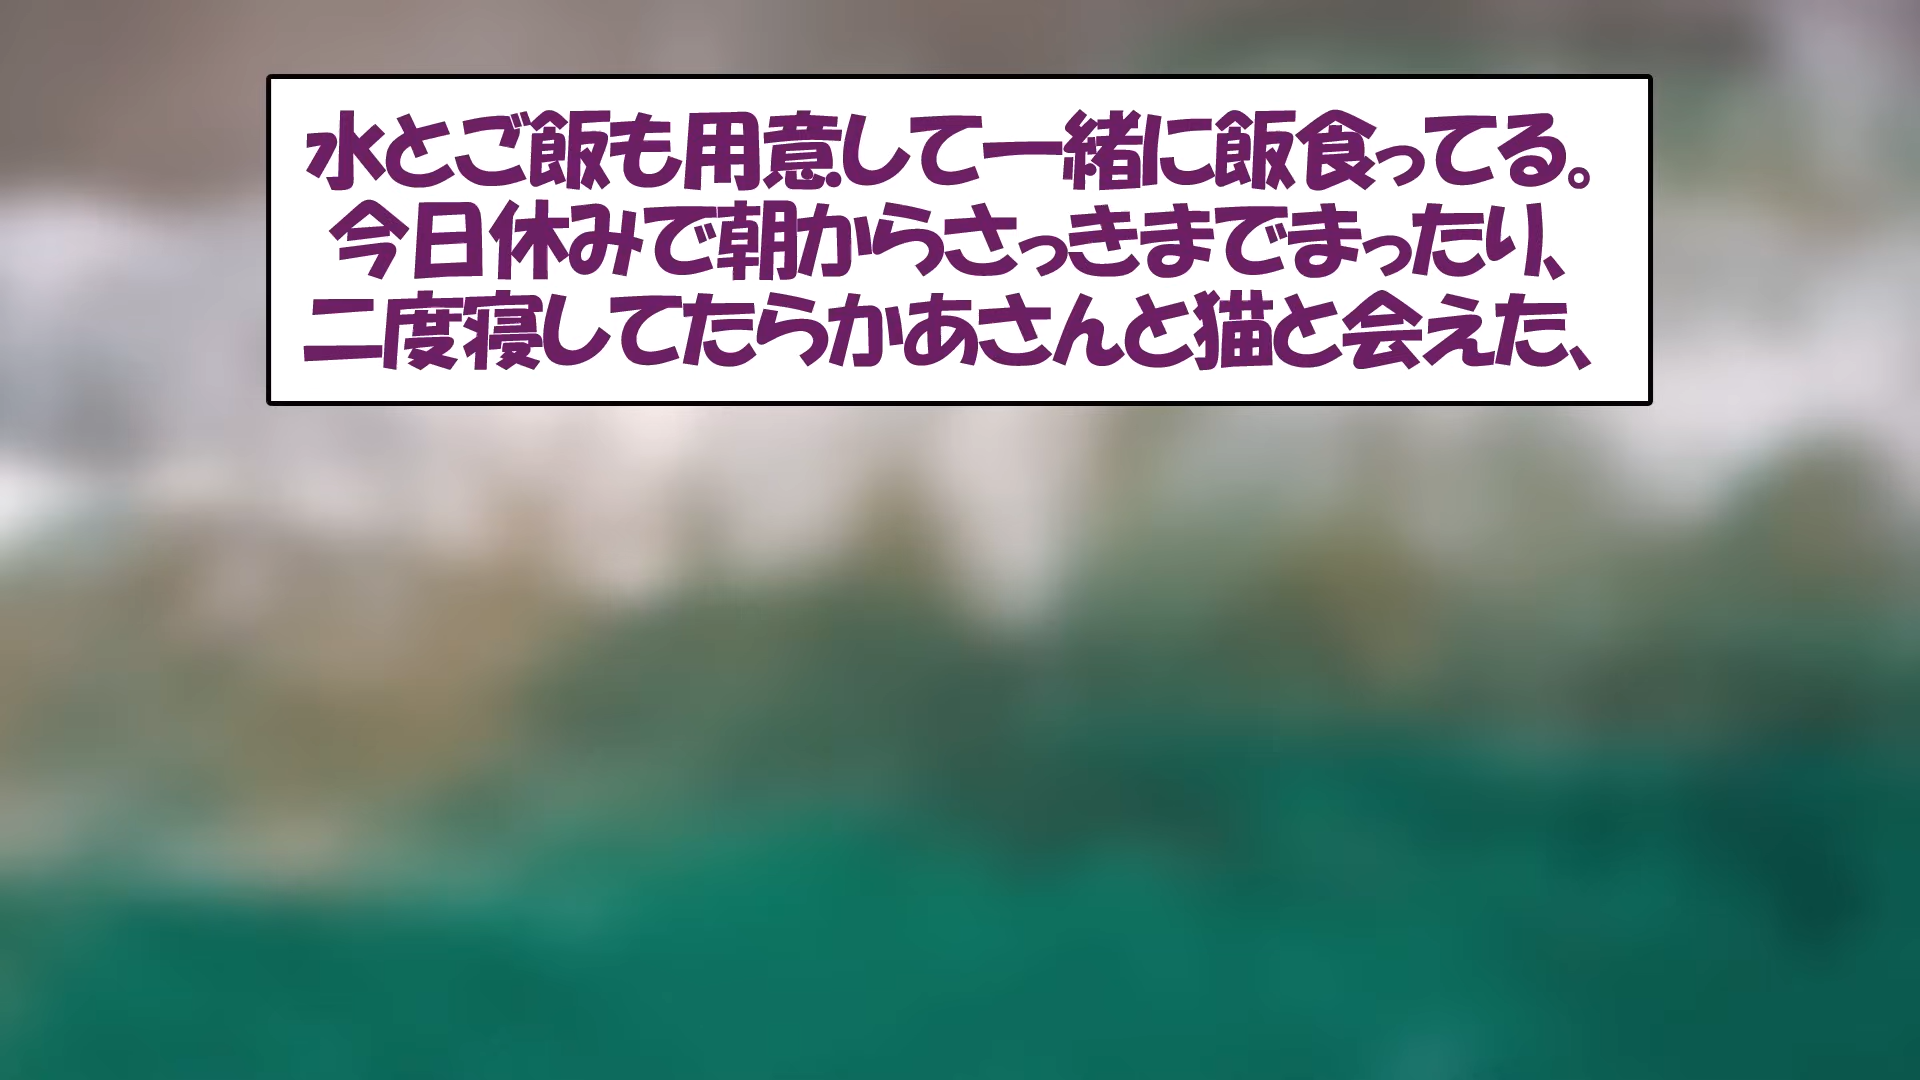 水とご飯も用意して一緒に飯食ってる。
今日休みで朝からさっきまでまったり、
二度寝してたらかあさんと猫と会えた、